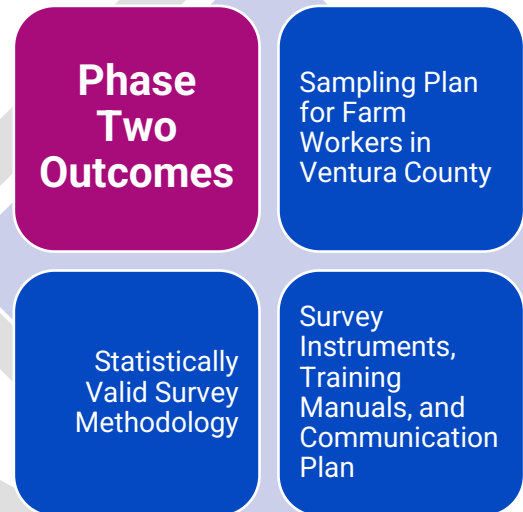 Phase
Two
Outcomes
Sampling Plan
for Farm
Workers in
Ventura County
Statistically
Valid Survey
Methodology
Survey
Instruments,
Training
Manuals, and
Communication
Plan